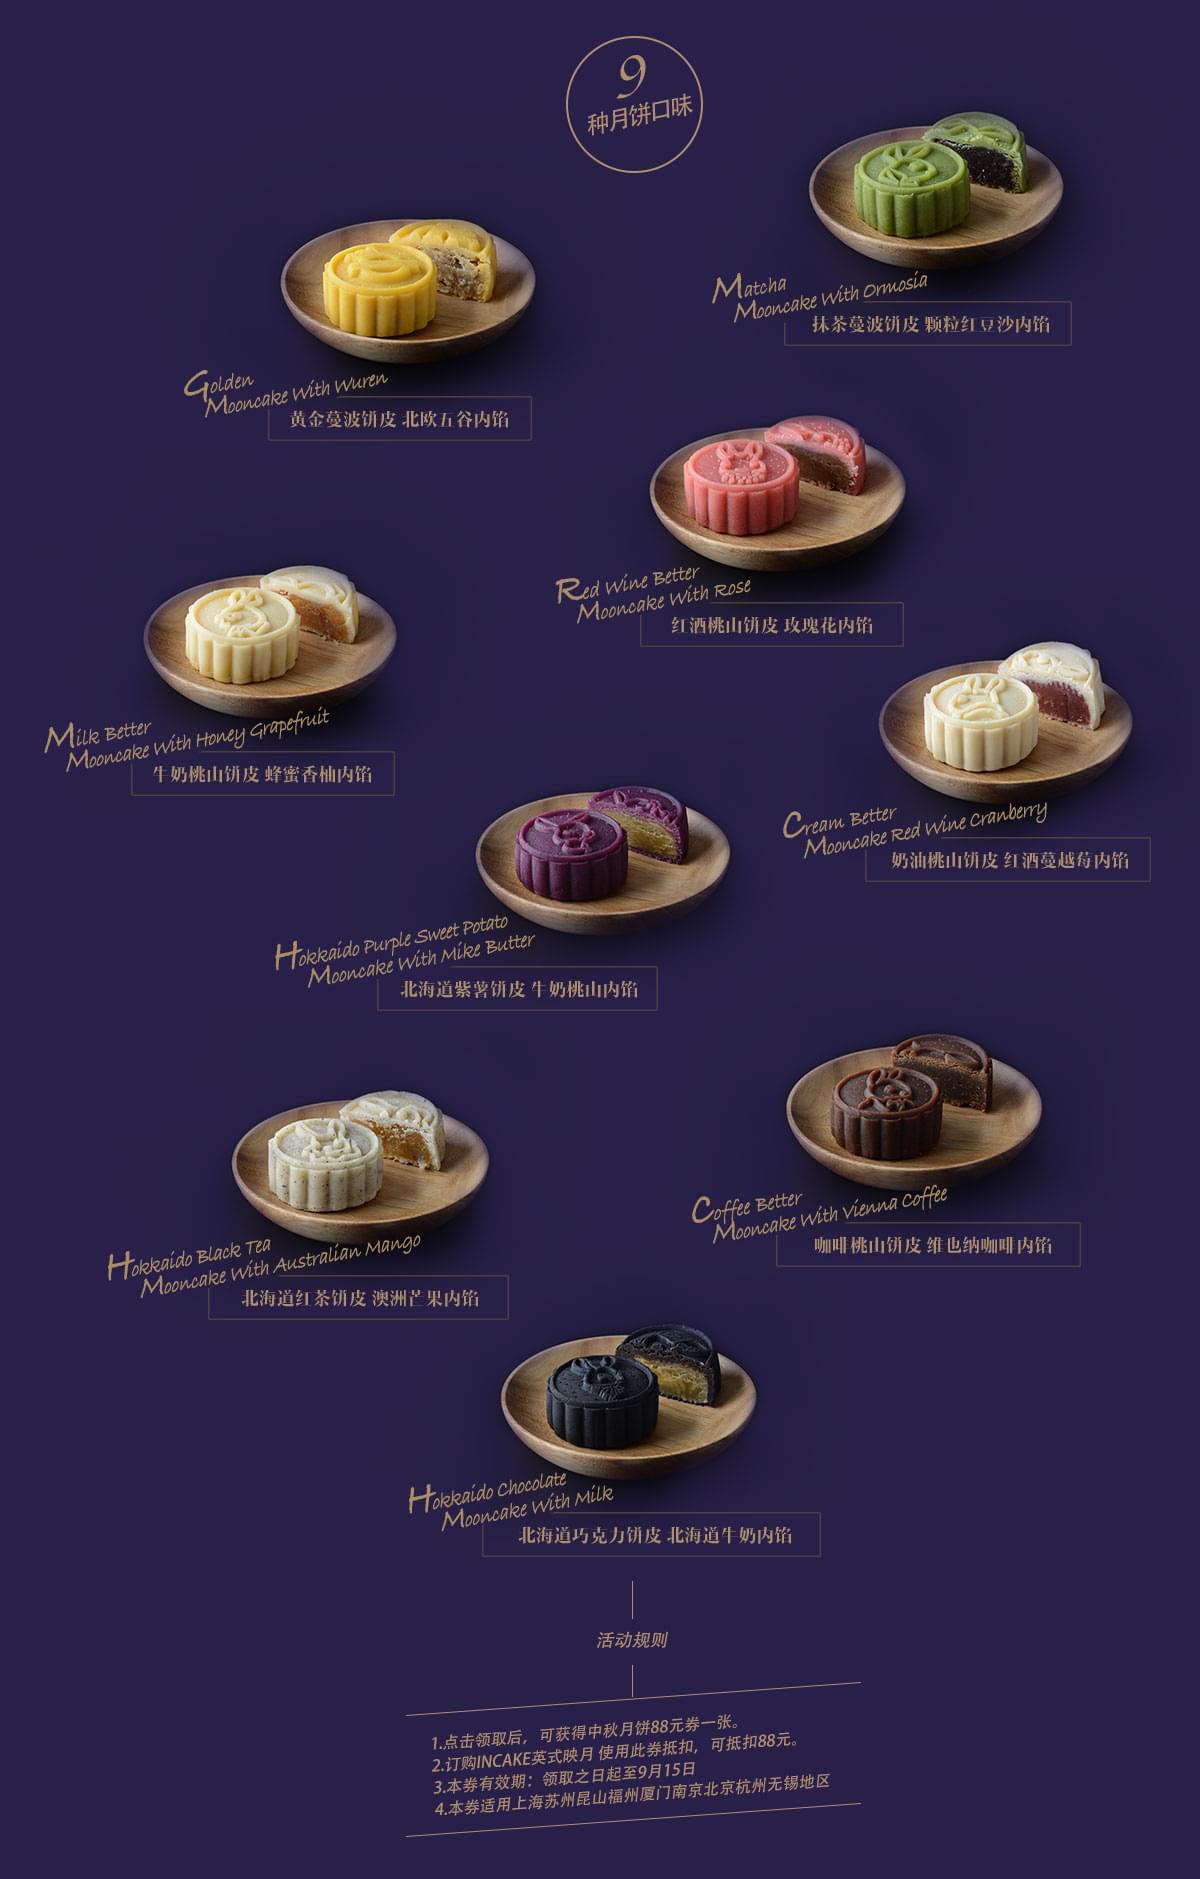 9
种月饼口味
Matcha
Mooncake With Ormosia
抹茶蔓波饼皮 颗粒红豆沙内馅
Golden
Mooncake With Wuren
黄金蔓波饼皮 北欧五谷内馅
Red Wine Better
Mooncake With Rose
红酒桃山饼皮 玫瑰花内馅
Milk Better
Mooncake With Honey Grapefruit
牛奶桃山饼皮 蜂蜜香柚内馅
Cream Better
Mooncake Red Wine Cranberry
奶油桃山饼皮 红酒蔓越莓内馅
Hokkaido Purple Sweet Potato
Mooncake With Mike Butter
北海道紫薯饼皮 牛奶桃山内馅
Coffee Better
Mooncake With Vienna Coffee
咖啡桃山饼皮 维也纳咖啡内馅
Hokkaido Black Tea
Mooncake With Australian Mango
北海道红茶饼皮 澳洲芒果内馅
Hokkaido Chocolate
Mooncake With Milk
北海道巧克力饼皮 北海道牛奶内馅
活动规则
1.点击领取后，可获得中秋月饼88元券一张。
2.订购INCAKE英式映月 使用此券抵扣，可抵扣88元。
3.本券有效期：领取之日起至9月15日
4.本券适用上海苏州昆山福州厦门南京北京杭州无锡地区